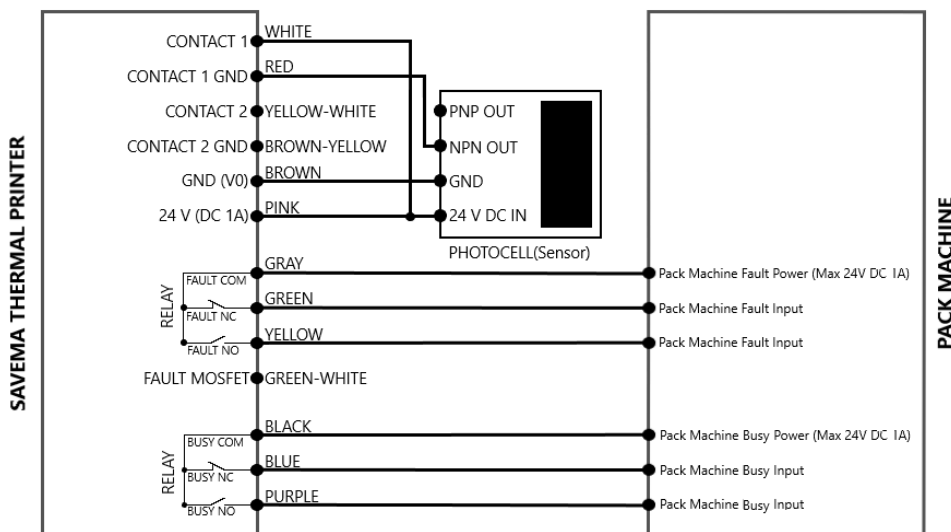 SAVEMA THERMAL PRINTER
CONTACT 1
WHITE
CONTACT 1 GND
RED
CONTACT 2
YELLOW-WHITE
CONTACT 2 GND
BROWN-YELLOW
GND (V0)
BROWN
24 V (DC 1A)
PINK
PNP OUT
NPN OUT
GND
24 V DC IN
PHOTOCELL(Sensor)
RELAY
FAULT COM
GRAY
Pack Machine Fault Power (Max 24V DC 1A)
FAULT NC
GREEN
Pack Machine Fault Input
FAULT NO
YELLOW
Pack Machine Fault Input
FAULT MOSFET
GREEN-WHITE
RELAY
BUSY COM
BLACK
Pack Machine Busy Power (Max 24V DC 1A)
BUSY NC
BLUE
Pack Machine Busy Input
BUSY NO
PURPLE
Pack Machine Busy Input
PACK MACHINE